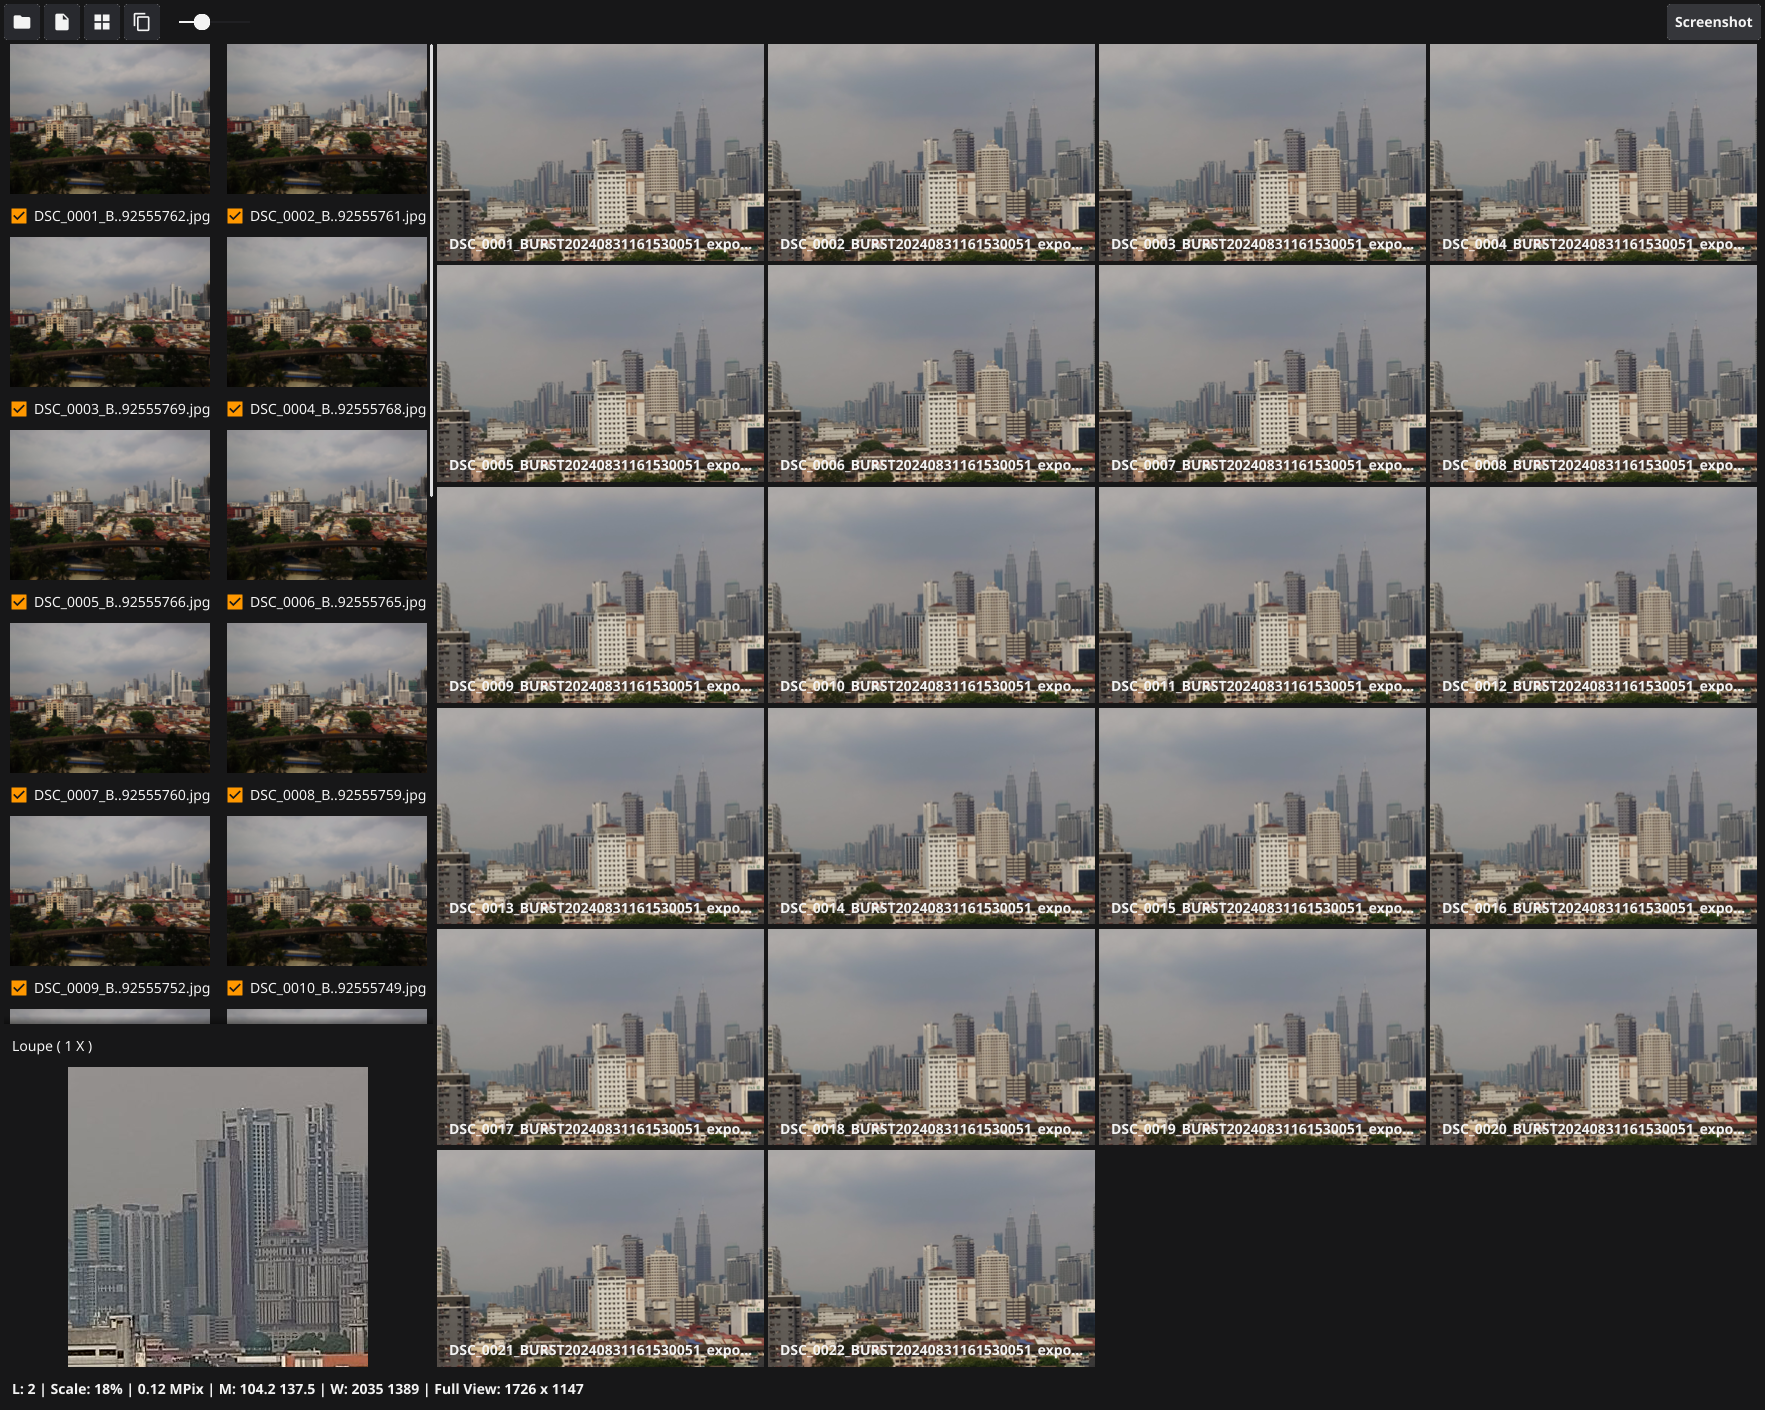 Screenshot
DSC_0001_B..92555762.jpg
DSC_0002_B..92555761.jpg
DSC_0003_B..92555769.jpg
DSC_0004_B..92555768.jpg
DSC_0005_B..92555766.jpg
DSC_0006_B..92555765.jpg
DSC_0007_B..92555760.jpg
DSC_0008_B..92555759.jpg
DSC_0009_B..92555752.jpg
DSC_0010_B..92555749.jpg
Loupe ( 1 X )
DSC_0001_BURST20240831161530051_expo...
DSC_0002_BURST20240831161530051_expo...
DSC_0003_BURST20240831161530051_expo...
DSC_0004_BURST20240831161530051_expo...
DSC_0005_BURST20240831161530051_expo...
DSC_0006_BURST20240831161530051_expo...
DSC_0007_BURST20240831161530051_expo...
DSC_0008_BURST20240831161530051_expo...
DSC_0009_BURST20240831161530051_expo...
DSC_0010_BURST20240831161530051_expo...
DSC_0011_BURST20240831161530051_expo...
DSC_0012_BURST20240831161530051_expo...
DSC_0013_BURST20240831161530051_expo...
DSC_0014_BURST20240831161530051_expo...
DSC_0015_BURST20240831161530051_expo...
DSC_0016_BURST20240831161530051_expo...
DSC_0017_BURST20240831161530051_expo...
DSC_0018_BURST20240831161530051_expo...
DSC_0019_BURST20240831161530051_expo...
DSC_0020_BURST20240831161530051_expo...
DSC_0021_BURST20240831161530051_expo...
DSC_0022_BURST20240831161530051_expo...
L: 2 | Scale: 18% | 0.12 MPix | M: 104.2 137.5 | W: 2035 1389 | Full View: 1726 x 1147